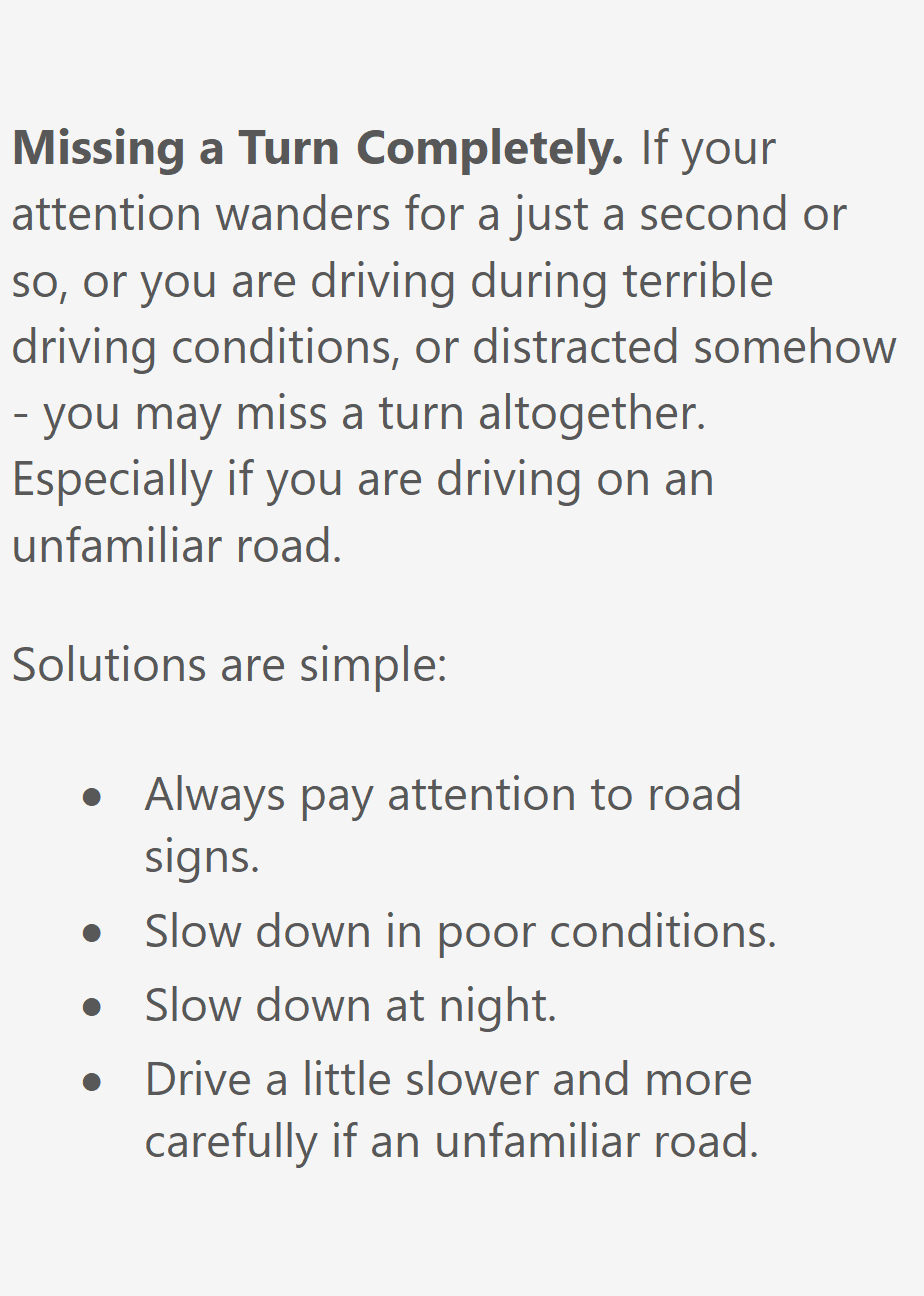 Missing a Turn Completely. If your
attention wanders for a just a second or
so, or you are driving during terrible
driving conditions, or distracted somehow
- you may miss a turn altogether.
Especially if you are driving on an
unfamiliar road.
Solutions are simple:
● Always pay attention to road
signs.
● Slow down in poor conditions.
● Slow down at night.
● Drive a little slower and more
carefully if an unfamiliar road.